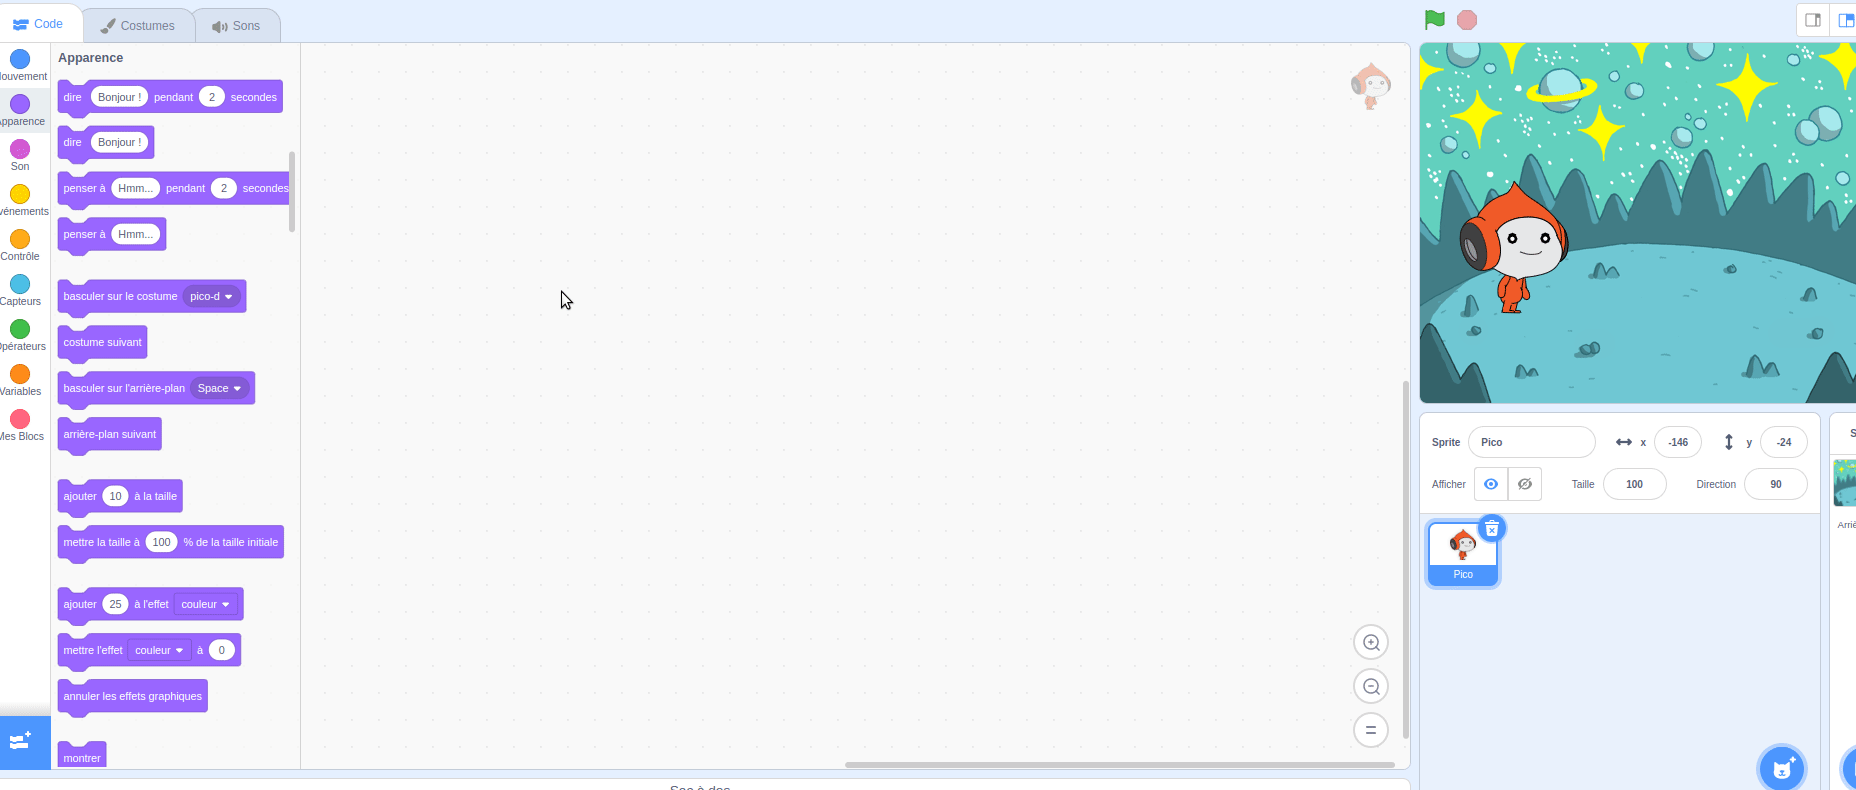 Code
Costumes
Sons
Mouvement
Apparence
Son
Événements
Contrôle
Capteurs
Opérateurs
Variables
Mes Blocs
Apparence
dire Bonjour ! pendant 2 secondes
dire Bonjour !
penser à Hmm... pendant 2 secondes
penser à Hmm...
basculer sur le costume pico-d
costume suivant
basculer sur l'arrière-plan Space
arrière-plan suivant
ajouter 10 à la taille
mettre la taille à 100 % de la taille initiale
ajouter 25 à l'effet couleur
mettre l'effet couleur à 0
annuler les effets graphiques
montrer
Sprite Pico x -146 y -24
Afficher Taille 100 Direction 90
Pico
S
Arriè